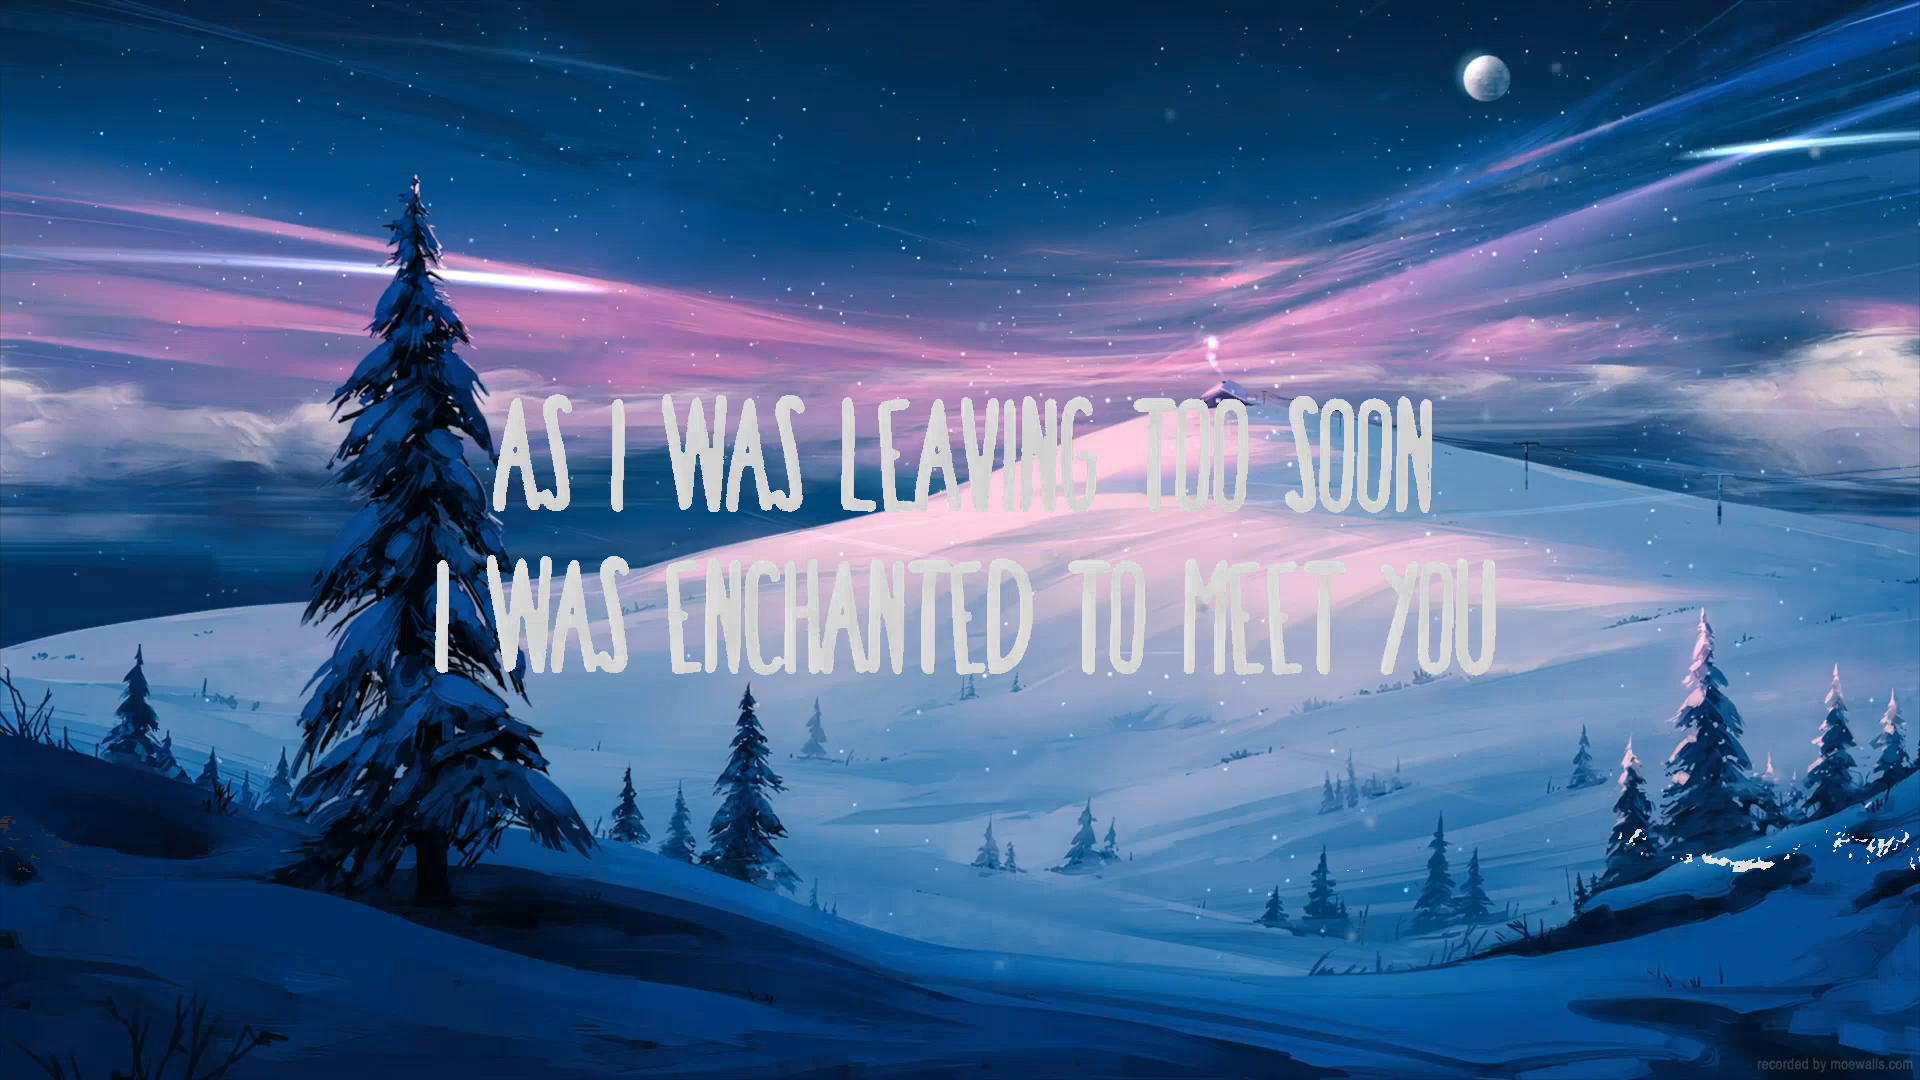 AS I WAS LEAVING TOO SOON
I WAS ENCHANTED TO MEET YOU
recorded by moewalls.com